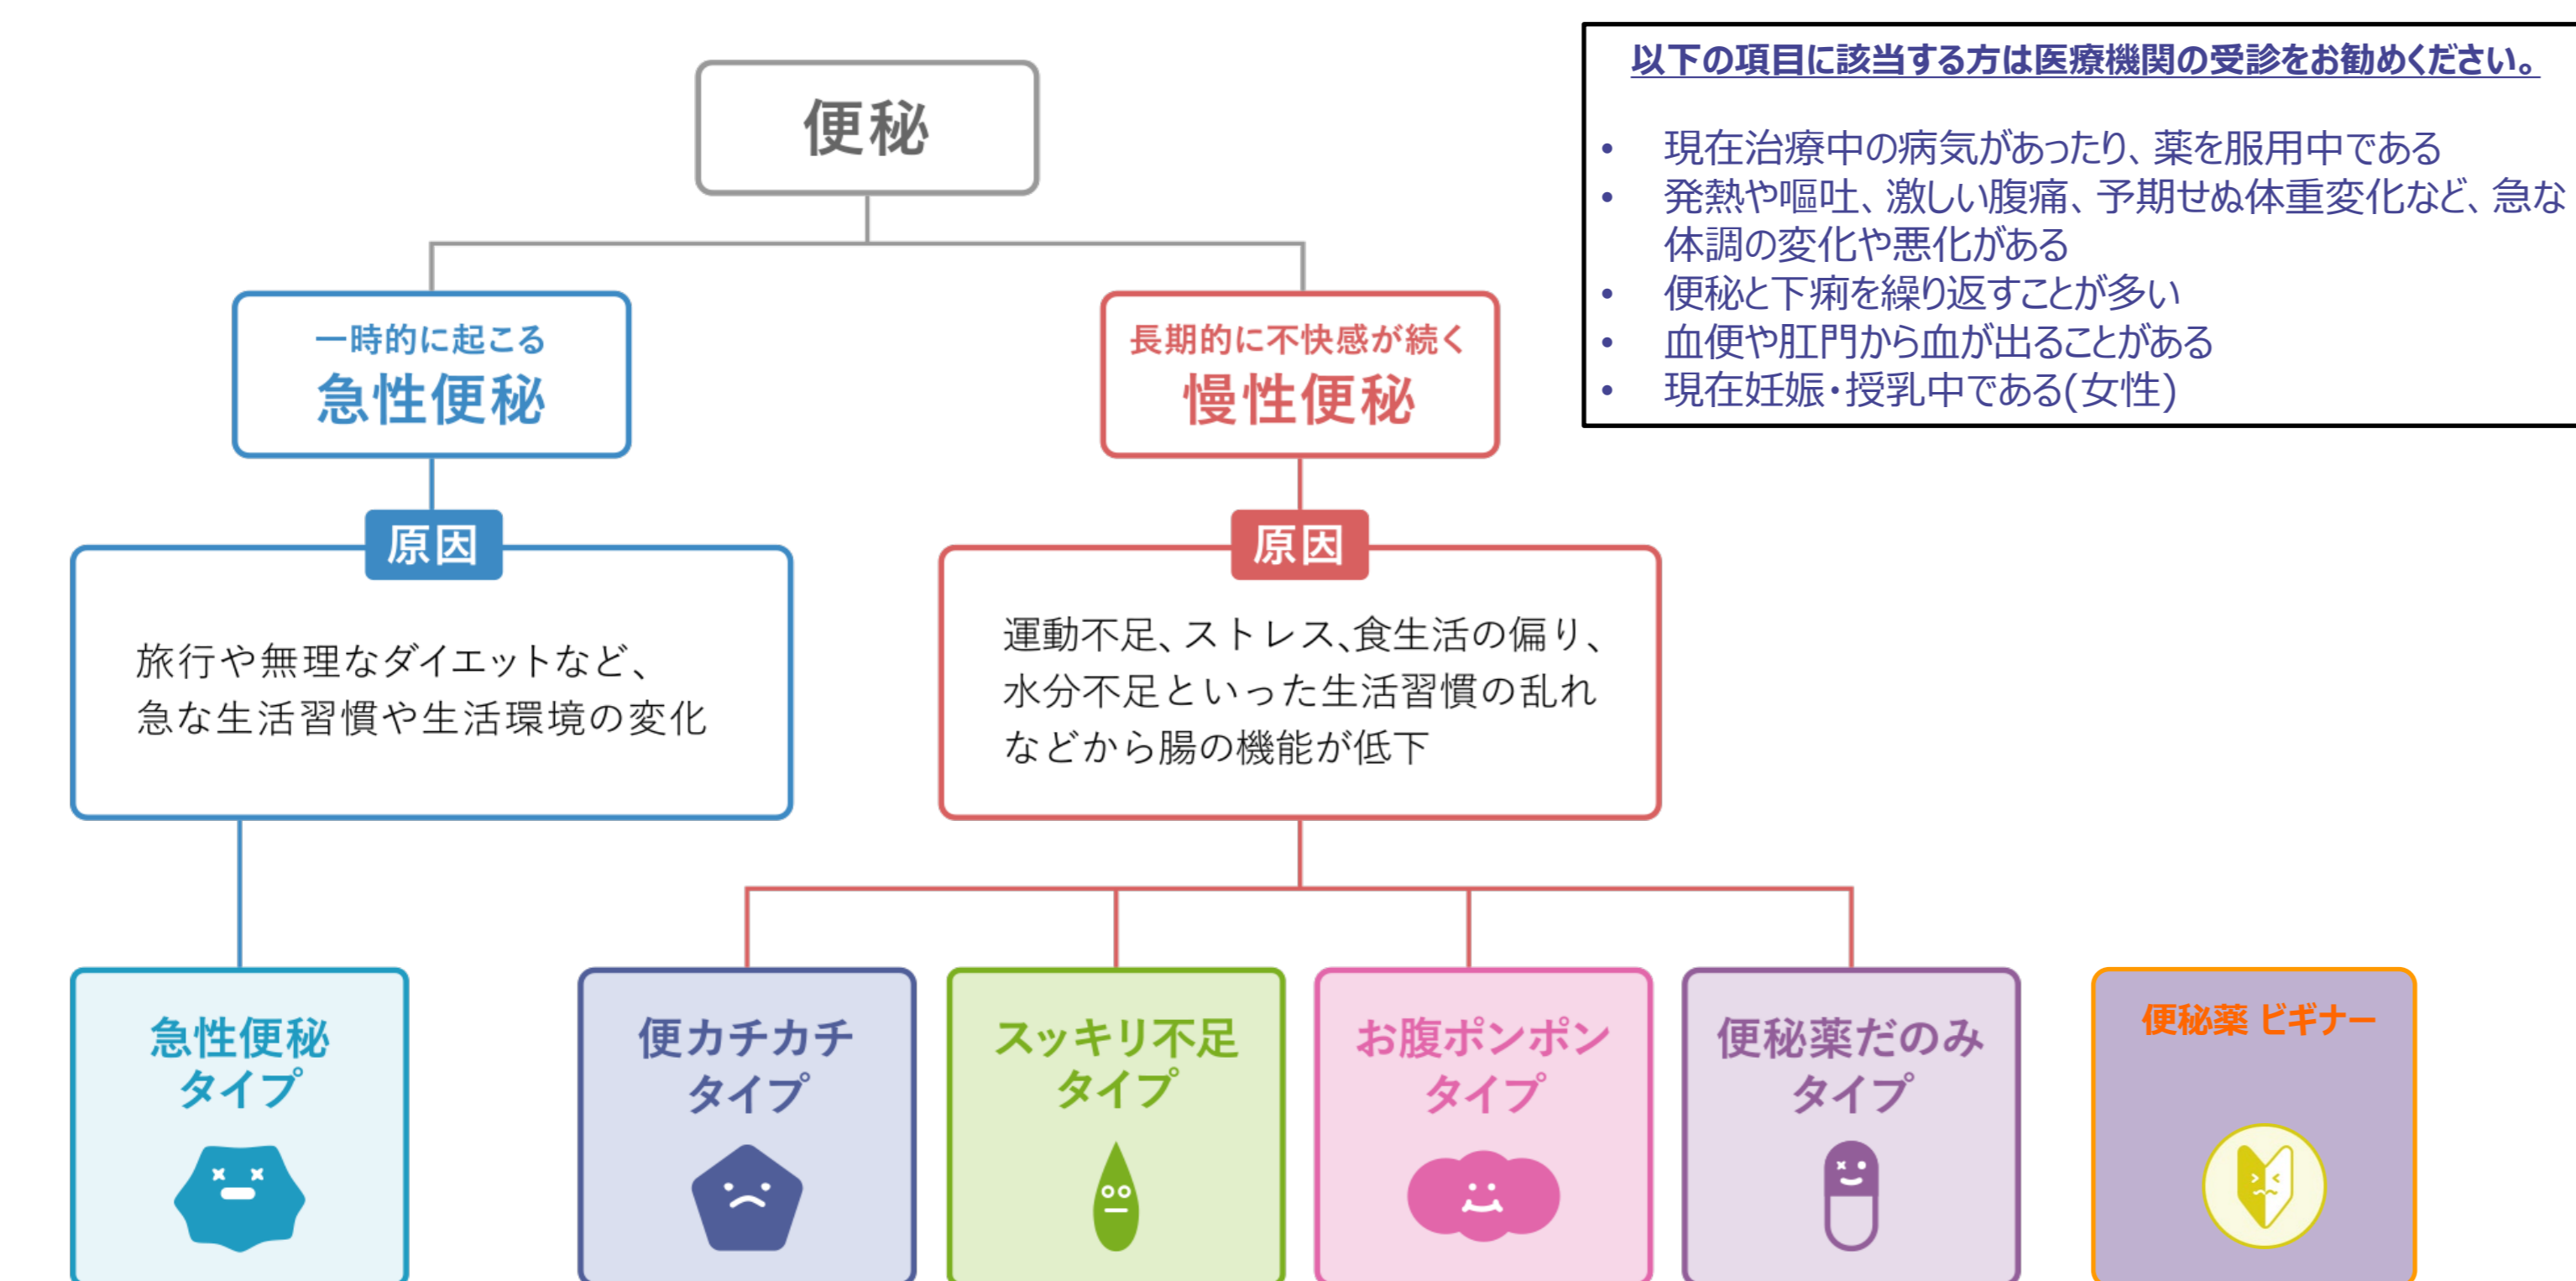 以下の項目に該当する方は医療機関の受診をお勧めください。
• 現在治療中の病気があったり、薬を服用中である
• 発熱や嘔吐、激しい腹痛、予期せぬ体重変化など、急な
体調の変化や悪化がある
• 便秘と下痢を繰り返すことが多い
• 血便や肛門から血が出ることがある
• 現在妊娠・授乳中である(女性)
便秘
一時的に起こる
急性便秘
長期的に不快感が続く
慢性便秘
原因
旅行や無理なダイエットなど、
急な生活習慣や生活環境の変化
原因
運動不足、ストレス、食生活の偏り、
水分不足といった生活習慣の乱れ
などから腸の機能が低下
急性便秘
タイプ
便カチカチ
タイプ
スッキリ不足
タイプ
お腹ポンポン
タイプ
便秘薬だのみ
タイプ
便秘薬 ビギナー